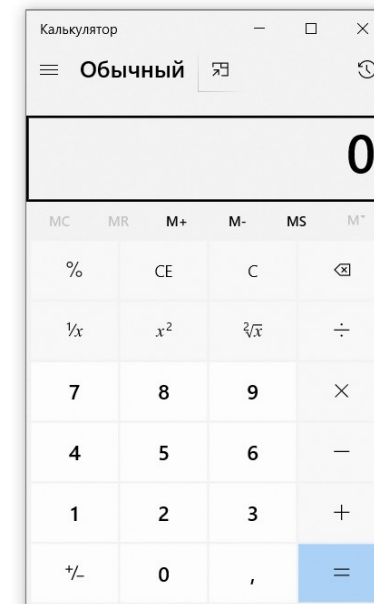 Калькулятор
Обычный
0
MC MR M+ M- MS M˅
% CE C
¹/x x² ²√x ÷
7 8 9 ×
4 5 6 −
1 2 3 +
+/− 0 , =